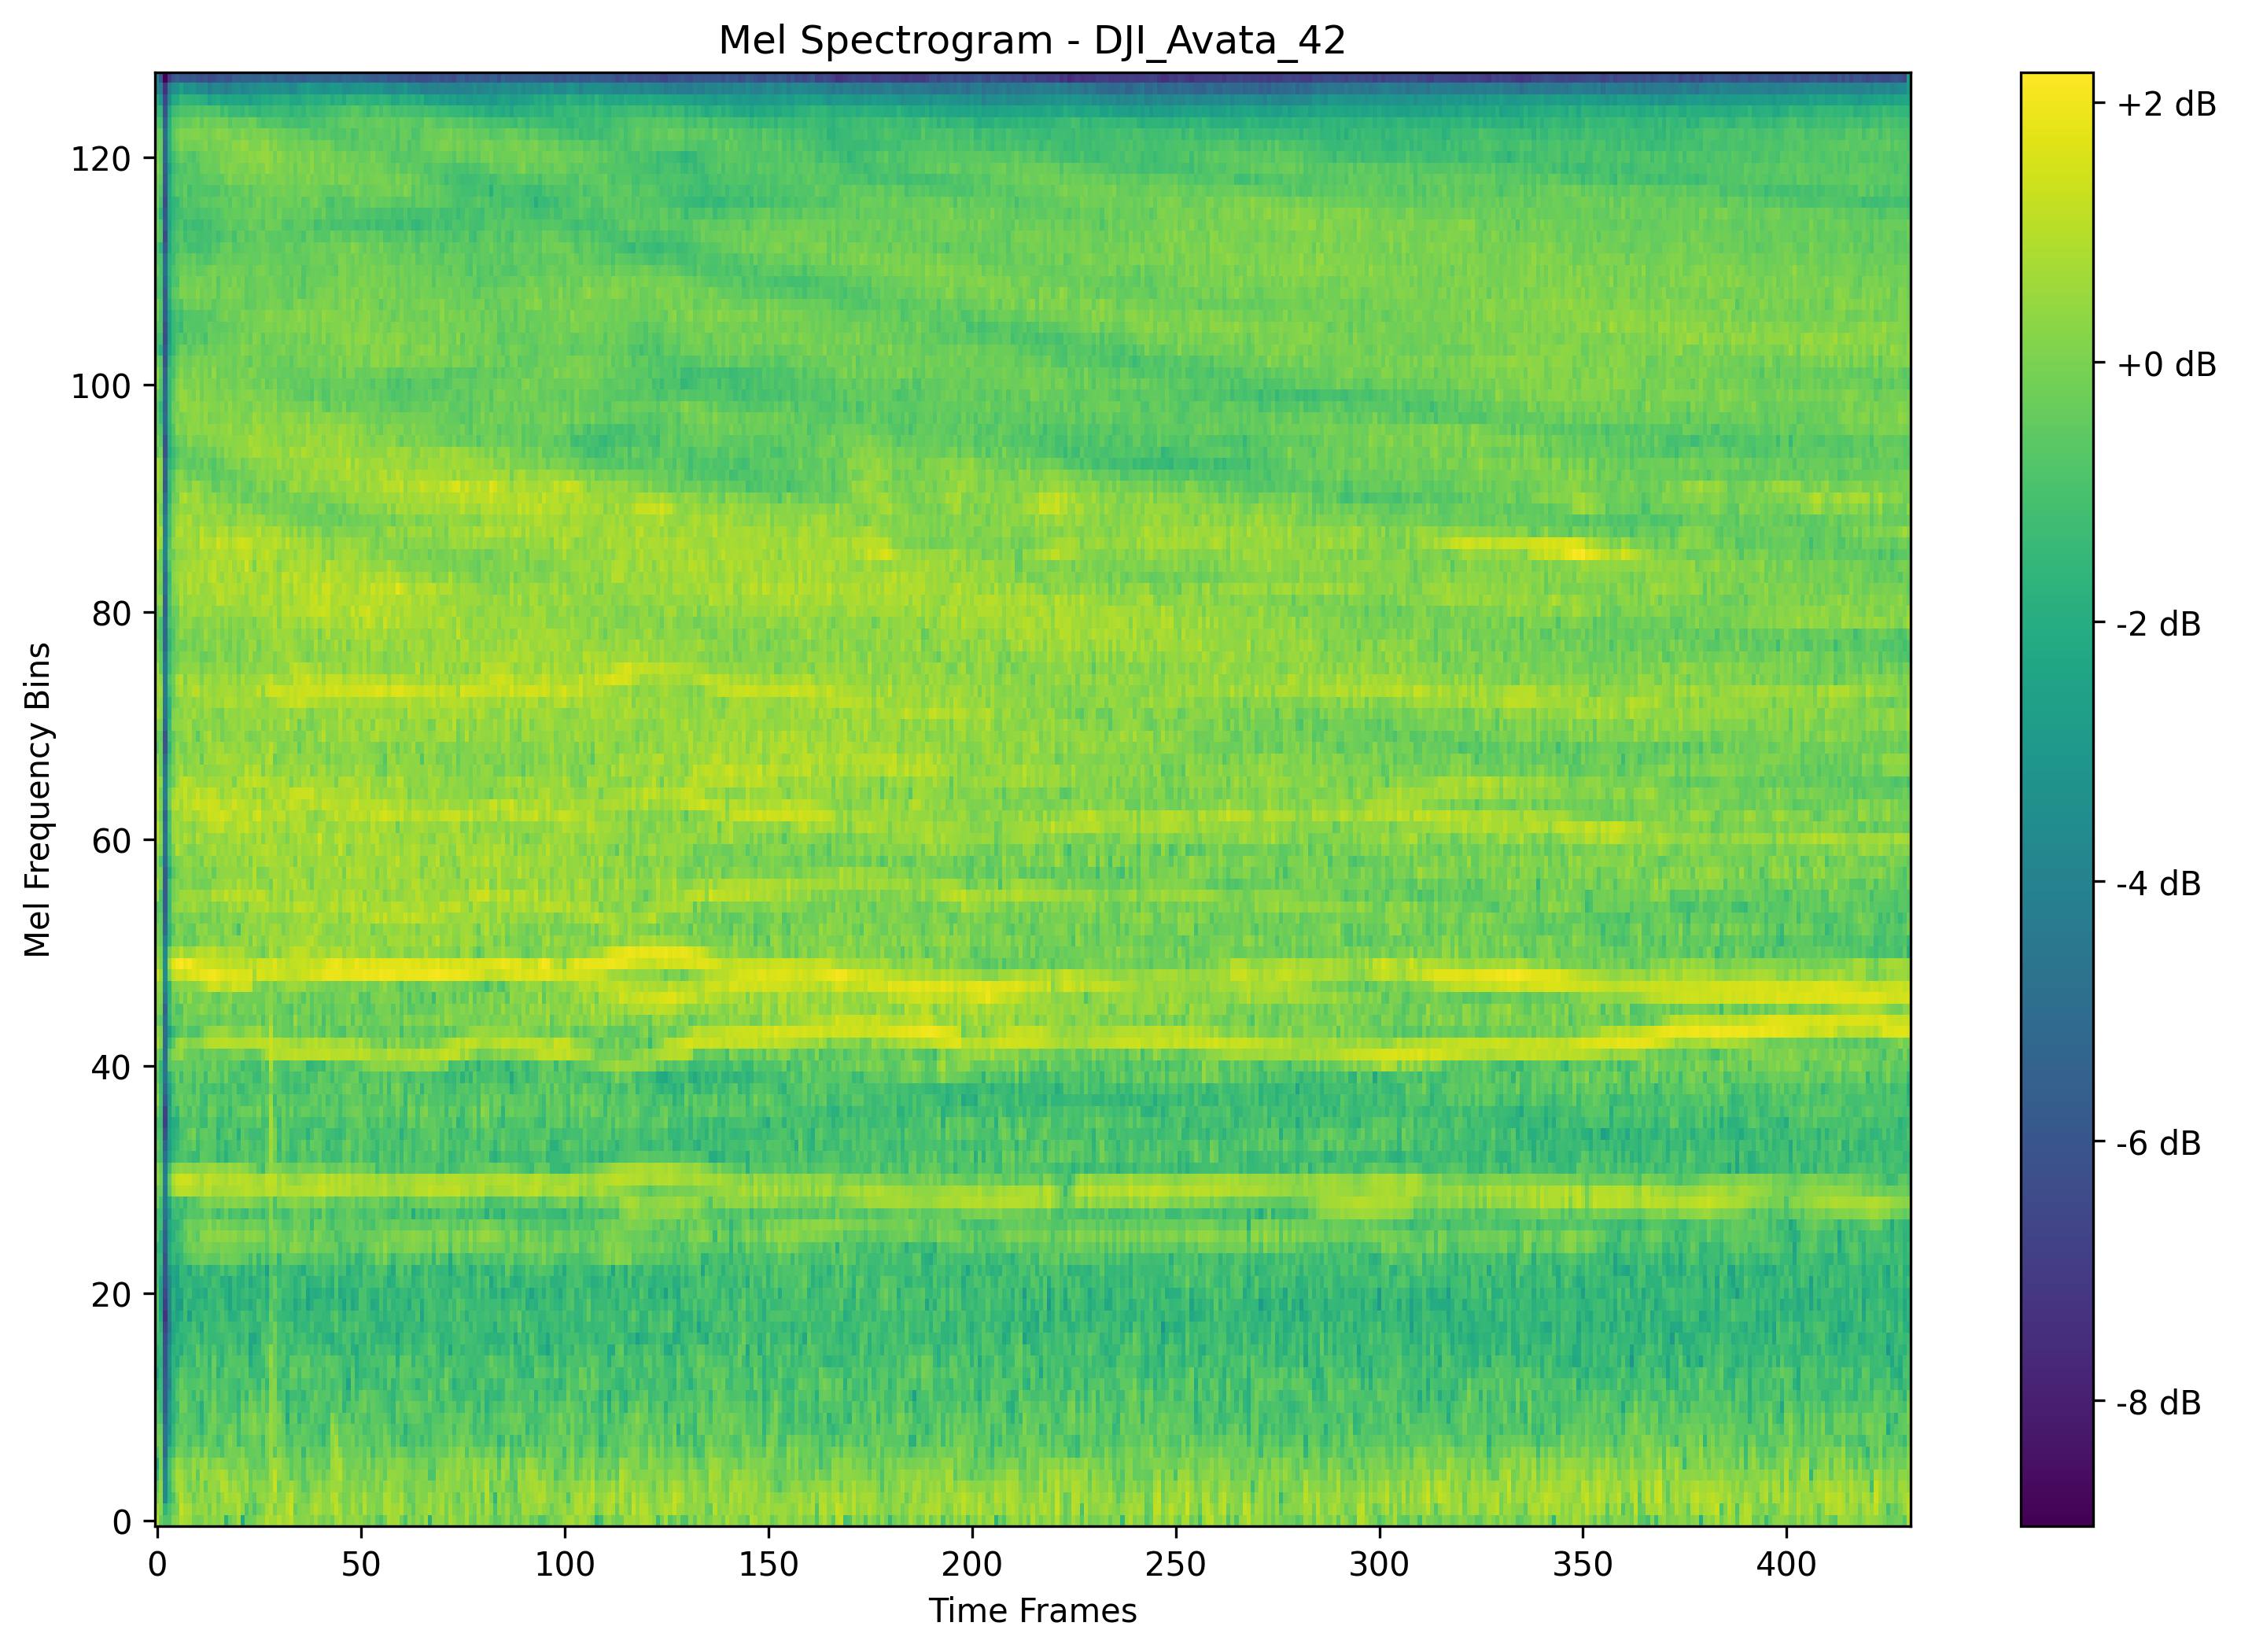 Mel Spectrogram - DJI_Avata_42
Mel Frequency Bins
120
100
80
60
40
20
0
0 50 100 150 200 250 300 350 400
Time Frames
+2 dB
+0 dB
-2 dB
-4 dB
-6 dB
-8 dB